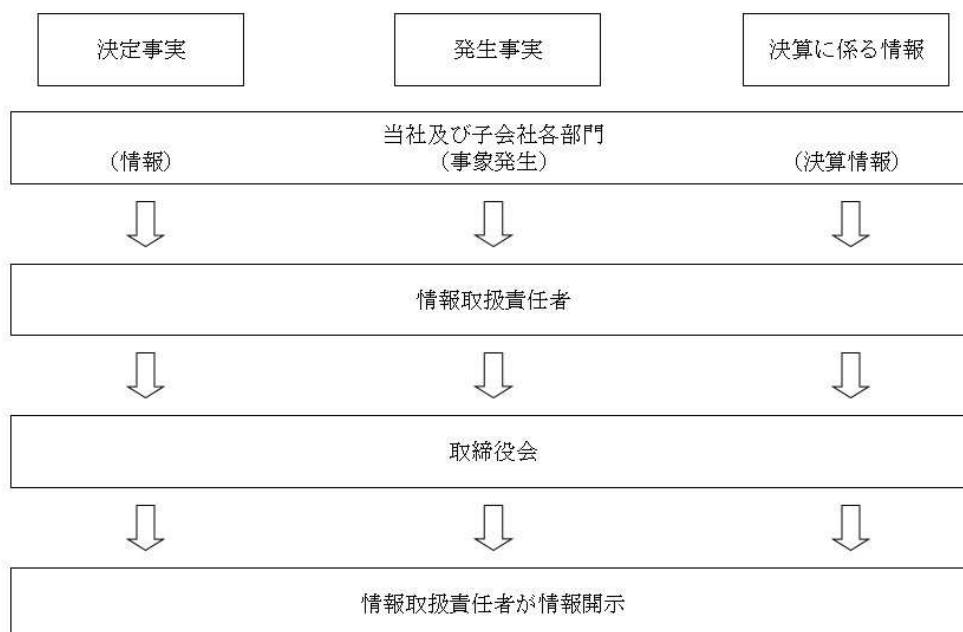 決定事実
発生事実
決算に係る情報
当社及び子会社各部門
(情報)
(事象発生)
(決算情報)
情報取扱責任者
取締役会
情報取扱責任者が情報開示